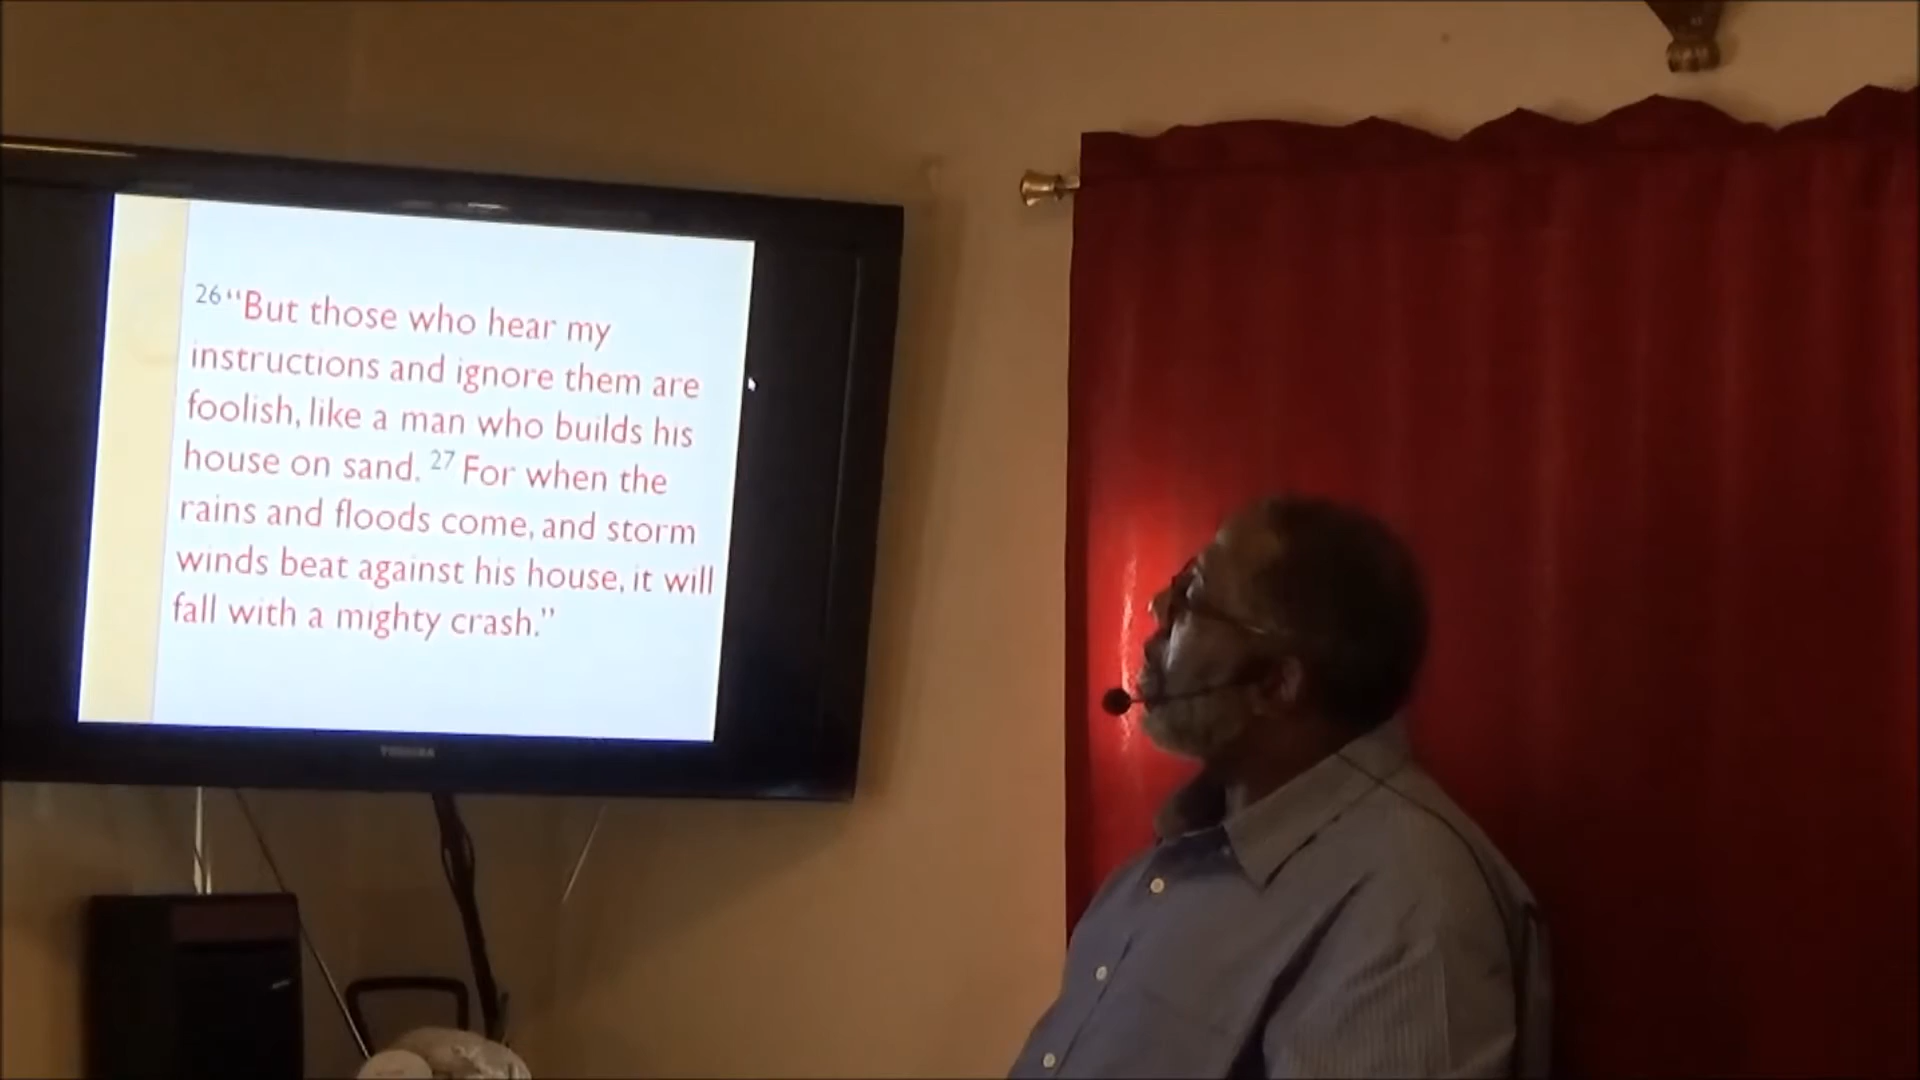 26 “But those who hear my
instructions and ignore them are
foolish, like a man who builds his
house on sand. 27 For when the
rains and floods come, and storm
winds beat against his house, it will
fall with a mighty crash.”
TOSHIBA